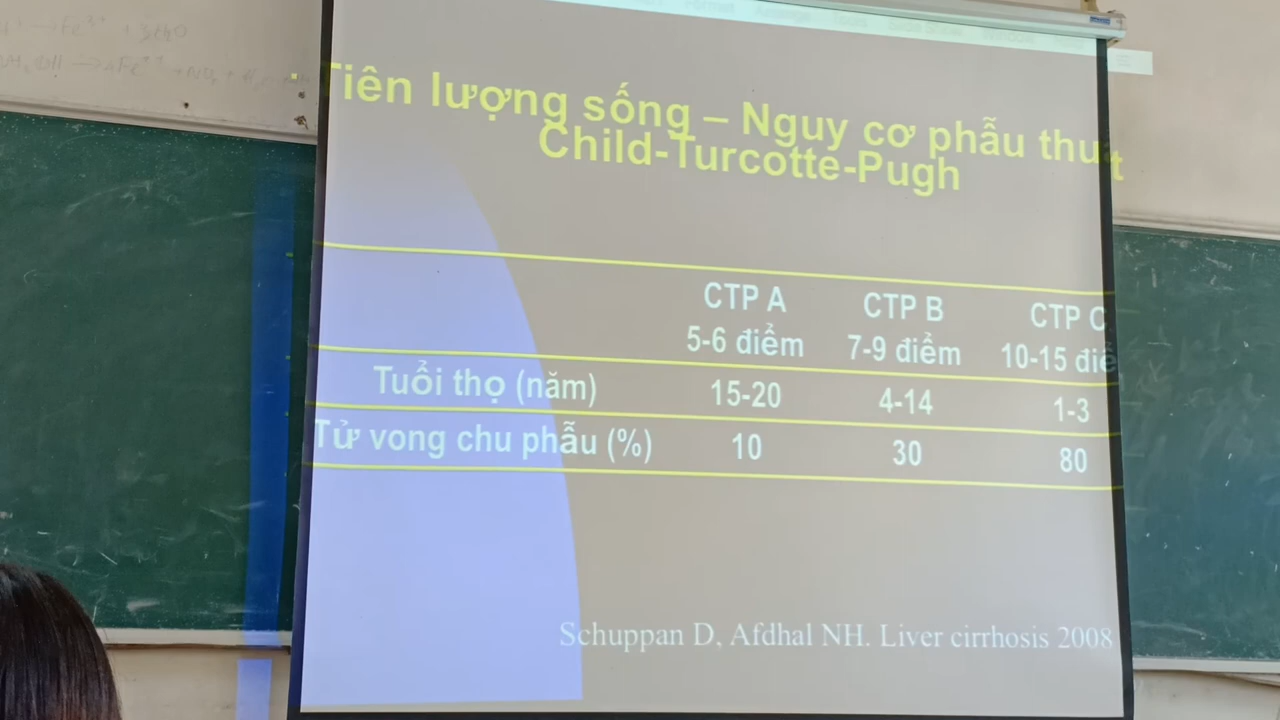 Tiên lượng sống – Nguy cơ phẫu thuật
Child-Turcotte-Pugh
CTP A CTP B CTP C
5-6 điểm 7-9 điểm 10-15 điể
Tuổi thọ (năm) 15-20 4-14 1-3
Tử vong chu phẫu (%) 10 30 80
Schuppan D, Afdhal NH. Liver cirrhosis 2008